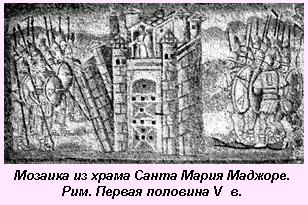 Мозаика из храма Санта Мария Маджоре.
Рим. Первая половина V в.